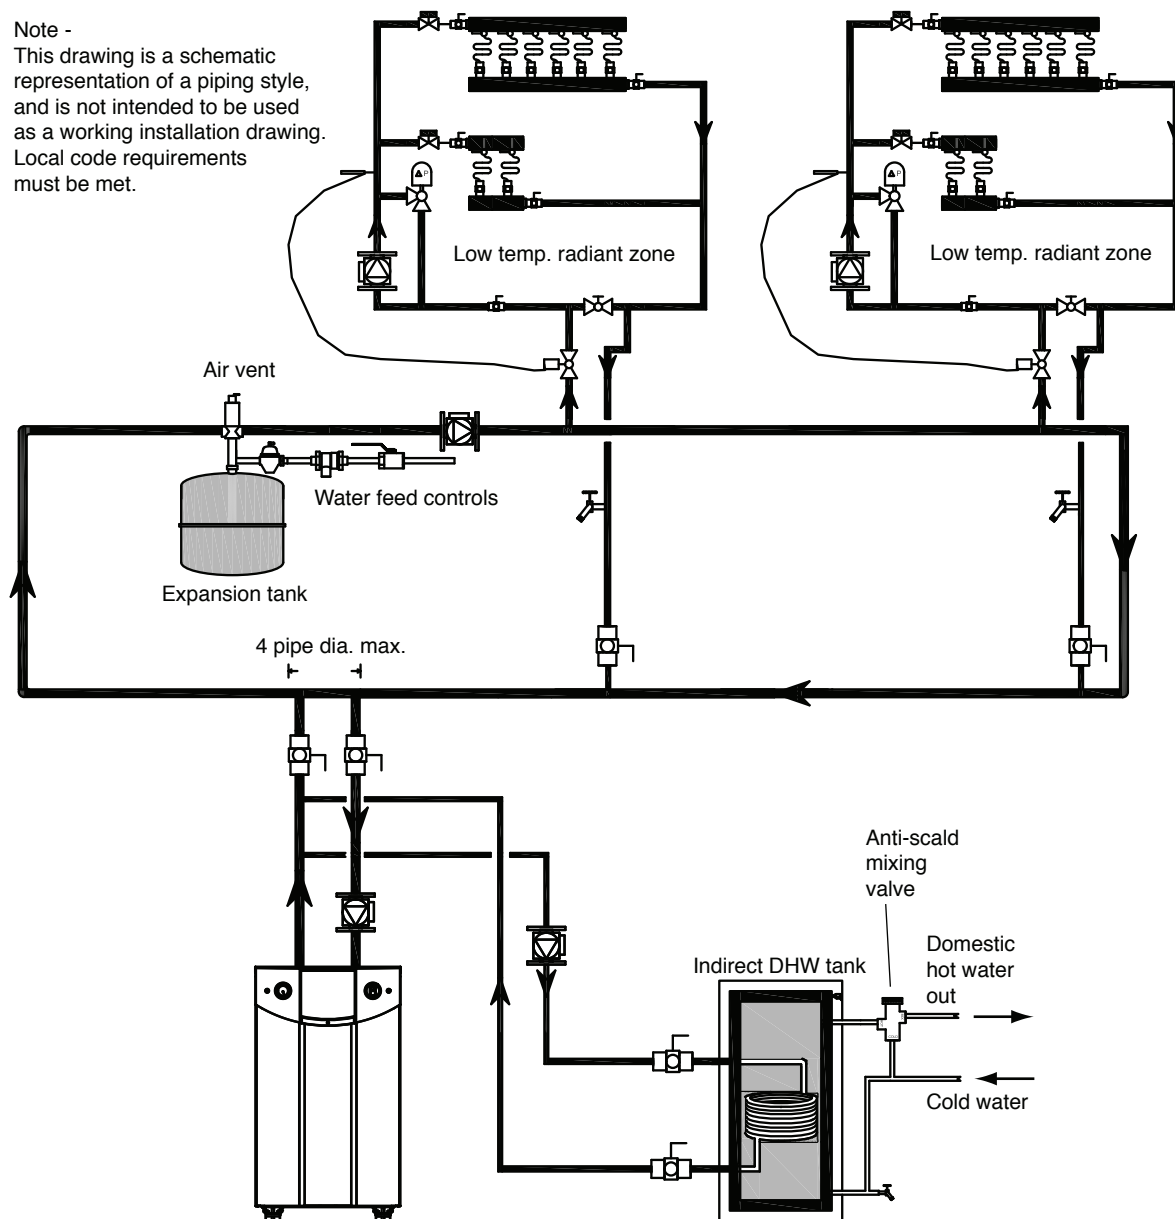 Note -
This drawing is a schematic
representation of a piping style,
and is not intended to be used
as a working installation drawing.
Local code requirements
must be met.
Δ P
Δ P
Low temp. radiant zone
Low temp. radiant zone
Air vent
Water feed controls
Expansion tank
4 pipe dia. max.
Anti-scald
mixing
valve
Indirect DHW tank
Domestic
hot water
out
Cold water